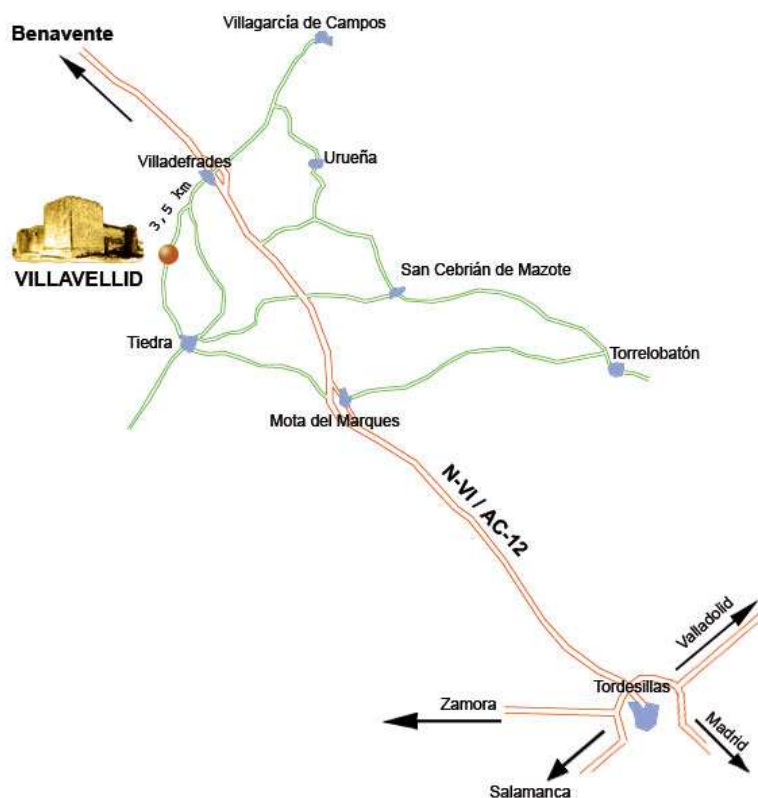 Villagarcía de Campos
Benavente
Villadefrades
Urueña
3,5 km
VILLAVELLID
San Cebrián de Mazote
Tiedra
Torrelobatón
Mota del Marques
N-VI / AC-12
Valladolid
Tordesillas
Zamora
Madrid
Salamanca